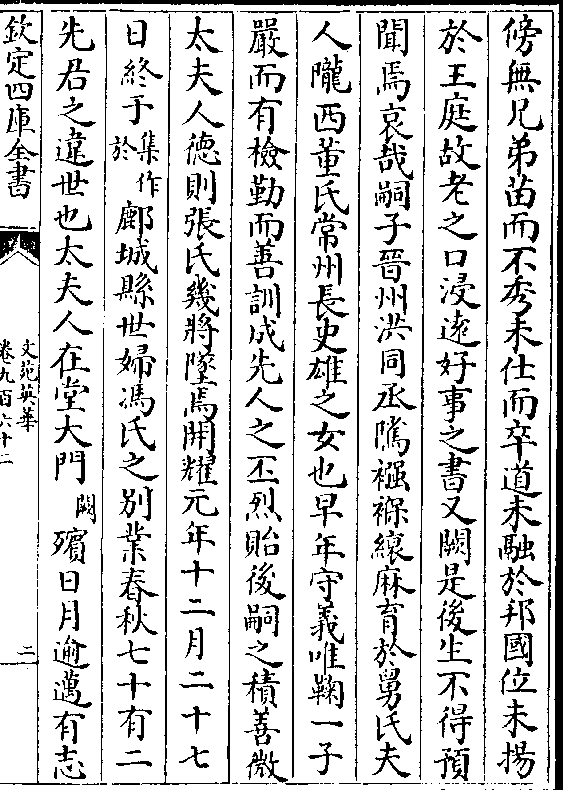 傍無兄弟苗而不秀未仕而卒道未融於邦國位未揚
於王庭故老之口浸遠好事之書又闕是後生不得預
聞焉哀哉嗣子晉州洪同丞隲襁褓縗麻育於舅氏夫
人隴西董氏常州長史雄之女也早年守義唯鞠一子
嚴而有檢勤而善訓成先人之丕烈貽後嗣之積善微
太夫人德則張氏幾將墜焉開耀元年十二月二十七
日終于集作於鄜城縣世婦馮氏之别業春秋七十有二
先君之違世也太夫人在堂大門闕殯日月逾邁有志
欽定四庫全書
文苑英華
卷九百六十二
二